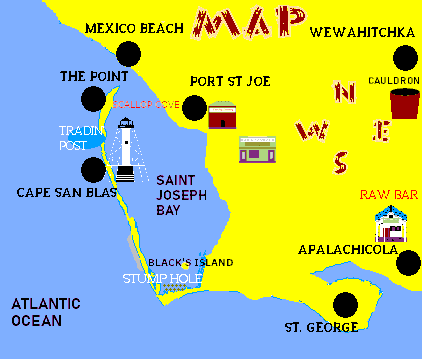 MAP
MEXICO BEACH
WEWAHITCHKA
THE POINT
PORT ST JOE
CAULDRON
N
SCALLOP COVE
W E
TRADIN
POST
S
CAPE SAN BLAS
SAINT
JOSEPH
BAY
RAW BAR
APALACHICOLA
BLACK'S ISLAND
STUMP HOLE
ATLANTIC
OCEAN
ST. GEORGE